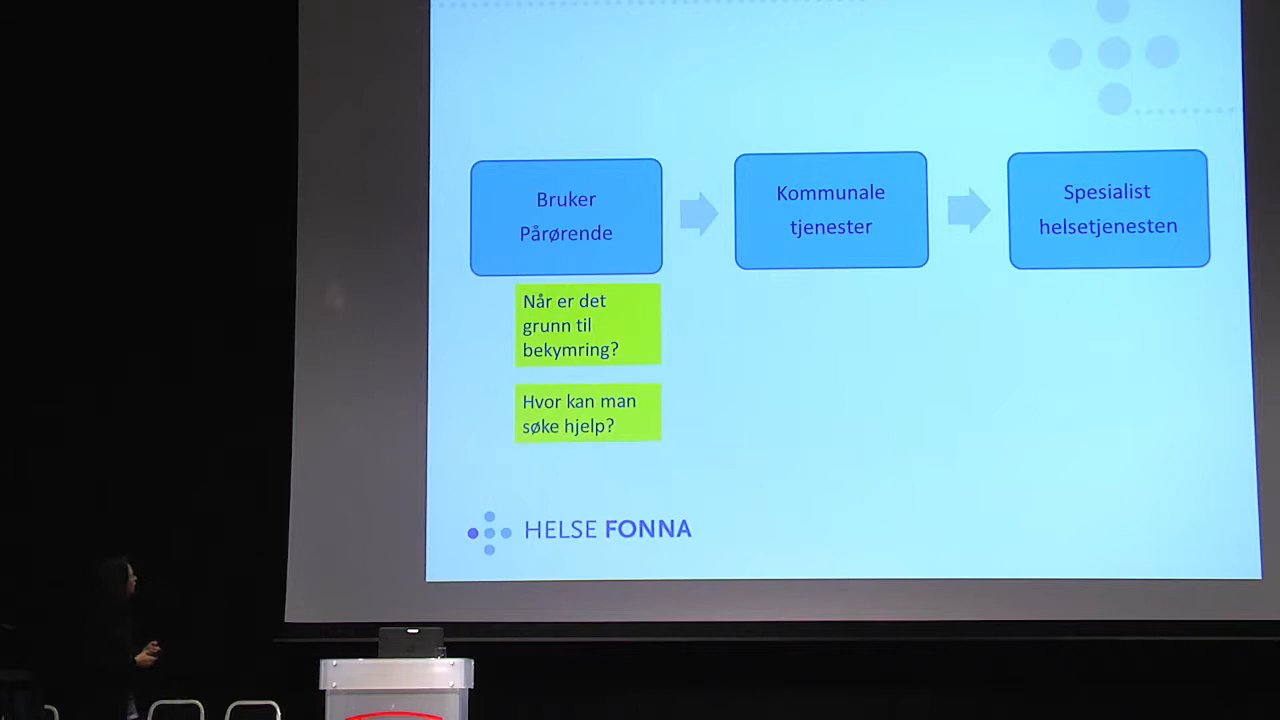 Bruker
Pårørende
Kommunale
tjenester
Spesialist
helsetjenesten
Når er det
grunn til
bekymring?
Hvor kan man
søke hjelp?
HELSE FONNA